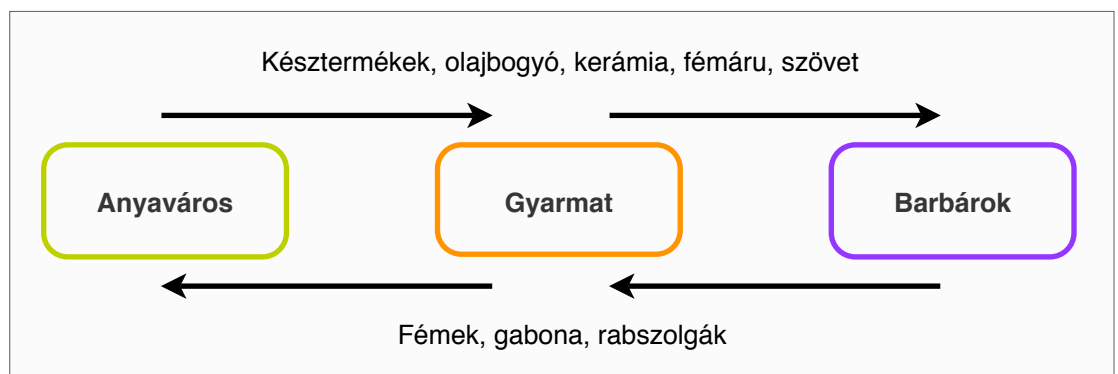 Késztermékek, olajbogyó, kerámia, fémáru, szövet
Anyaváros
Gyarmat
Barbárok
Fémek, gabona, rabszolgák